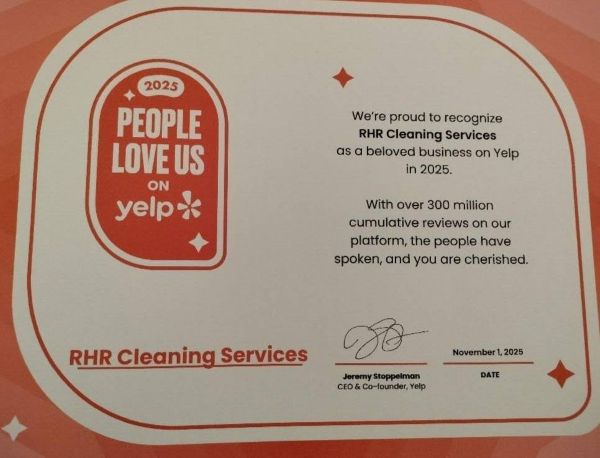 2025
PEOPLE
LOVE US
ON
yelp
RHR Cleaning Services
We're proud to recognize
RHR Cleaning Services
as a beloved business on Yelp
in 2025.
With over 300 million
cumulative reviews on our
platform, the people have
spoken, and you are cherished.
Jeremy Stoppelman
CEO & Co-founder, Yelp
November 1, 2025
DATE